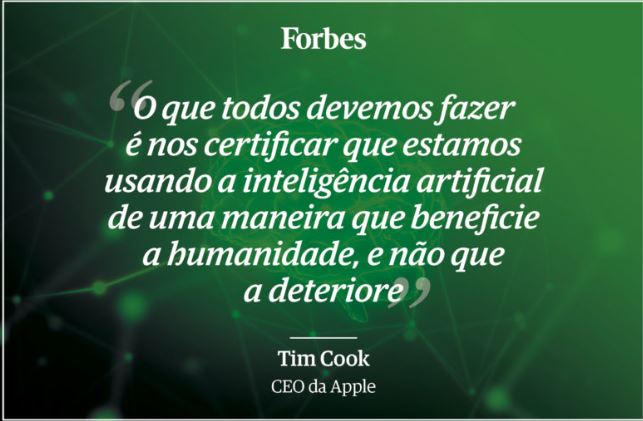 Forbes
“O que todos devemos fazer
é nos certificar que estamos
usando a inteligência artificial
de uma maneira que beneficie
a humanidade, e não que
a deteriore”
Tim Cook
CEO da Apple